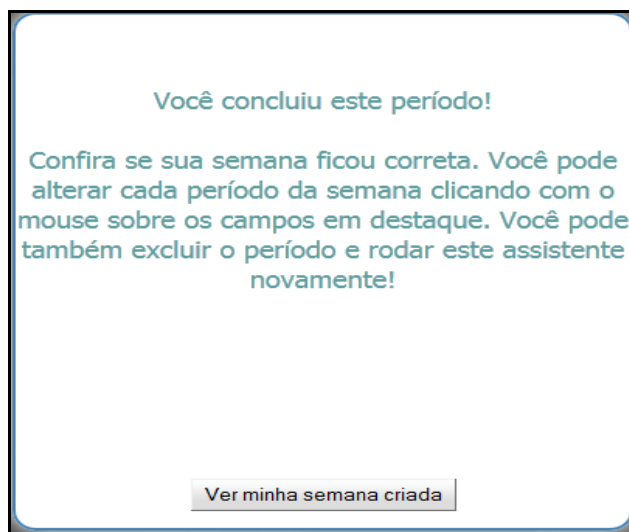 Você concluiu este período!
Confira se sua semana ficou correta. Você pode
alterar cada período da semana clicando com o
mouse sobre os campos em destaque. Você pode
também excluir o período e rodar este assistente
novamente!
Ver minha semana criada